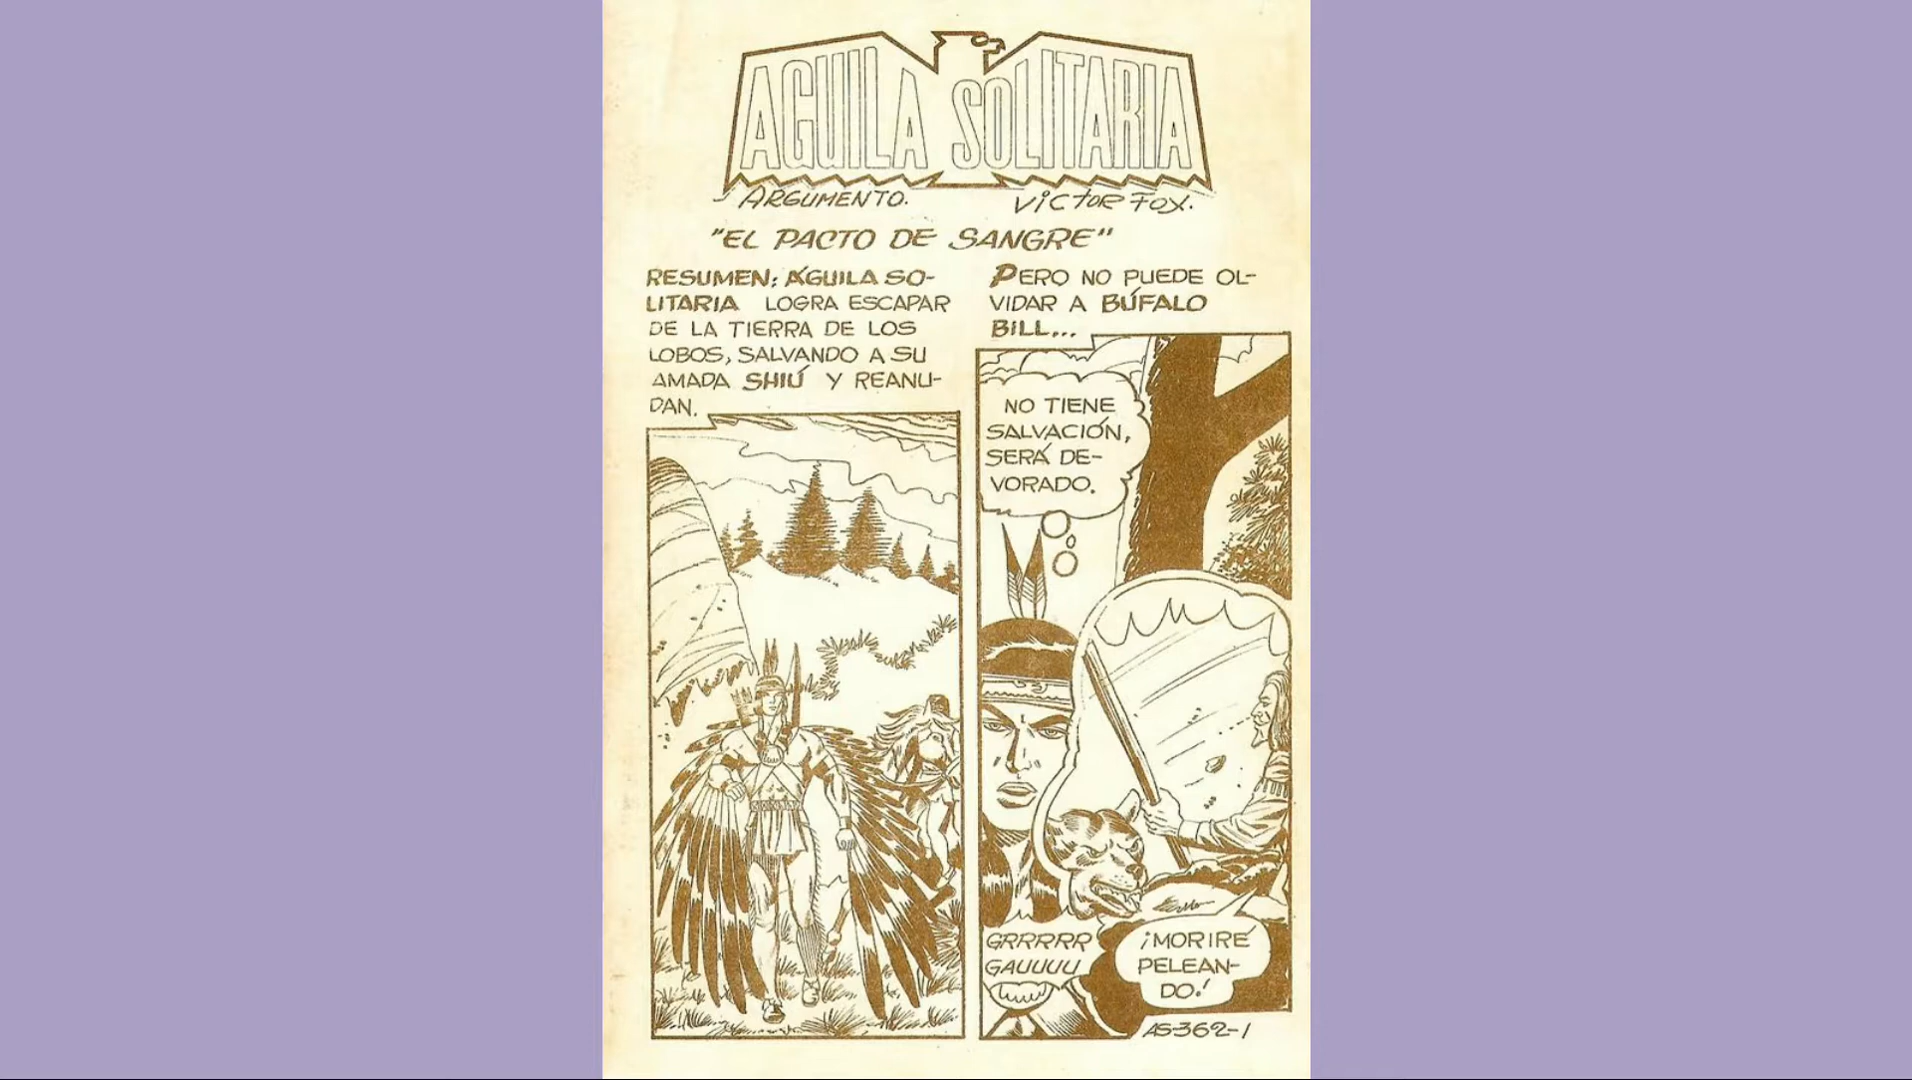 AGUILA SOLITARIA
ARGUMENTO. VICTOR FOX.
"EL PACTO DE SANGRE"
RESUMEN: ÁGUILA SO-
LITARIA LOGRA ESCAPAR
DE LA TIERRA DE LOS
LOBOS, SALVANDO A SU
AMADA SHIÚ Y REANU-
DAN.
PERO NO PUEDE OL-
VIDAR A BÚFALO
BILL...
NO TIENE
SALVACIÓN,
SERÁ DE-
VORADO.
GRRRRR
GAUUUU
¡MORIRÉ
PELEAN-
DO!
AS-362-1